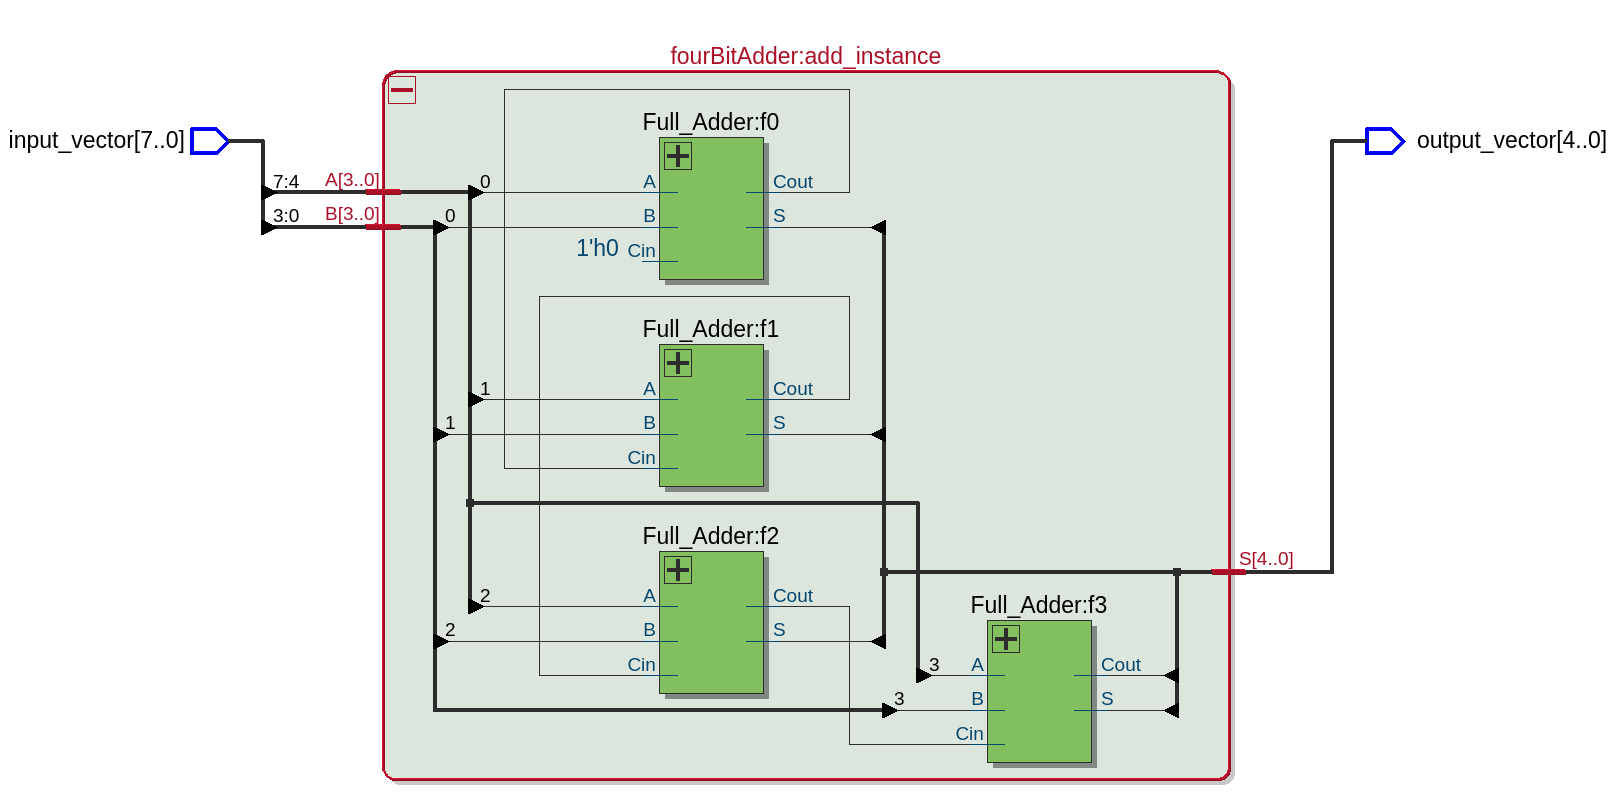 fourBitAdder:add_instance
input_vector[7..0]
output_vector[4..0]
7:4 A[3..0]
3:0 B[3..0]
Full_Adder:f0
0 A Cout
0 B S
1'h0 Cin
Full_Adder:f1
1 A Cout
1 B S
Cin
Full_Adder:f2
2 A Cout
2 B S
Cin
S[4..0]
Full_Adder:f3
3 A Cout
3 B S
Cin